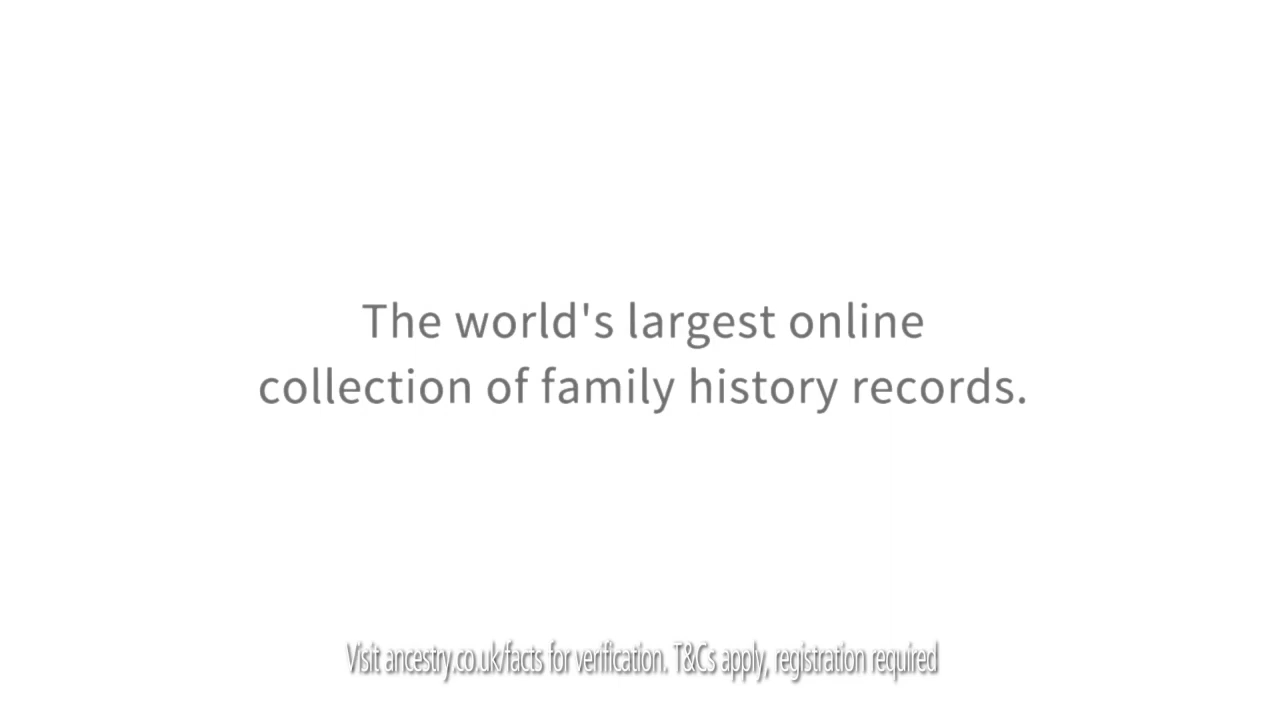 The world's largest online
collection of family history records.
Visit ancestry.co.uk/facts for verification. T&Cs apply, registration required